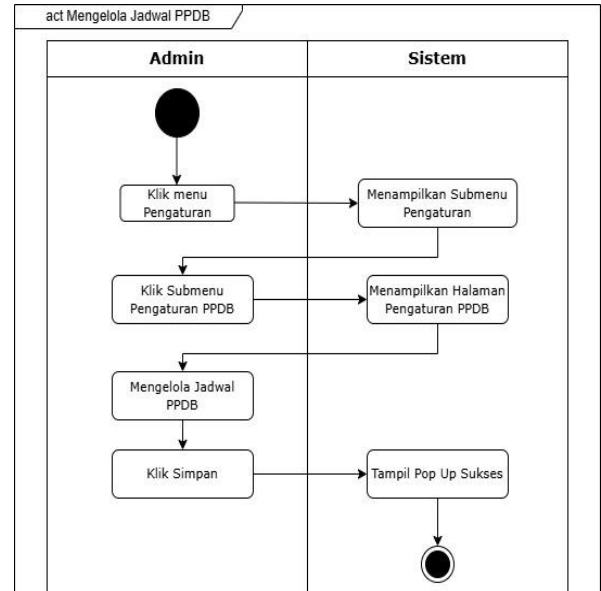 act Mengelola Jadwal PPDB
Admin
Sistem
Klik menu
Pengaturan
Menampilkan Submenu
Pengaturan
Klik Submenu
Pengaturan PPDB
Menampilkan Halaman
Pengaturan PPDB
Mengelola Jadwal
PPDB
Klik Simpan
Tampil Pop Up Sukses